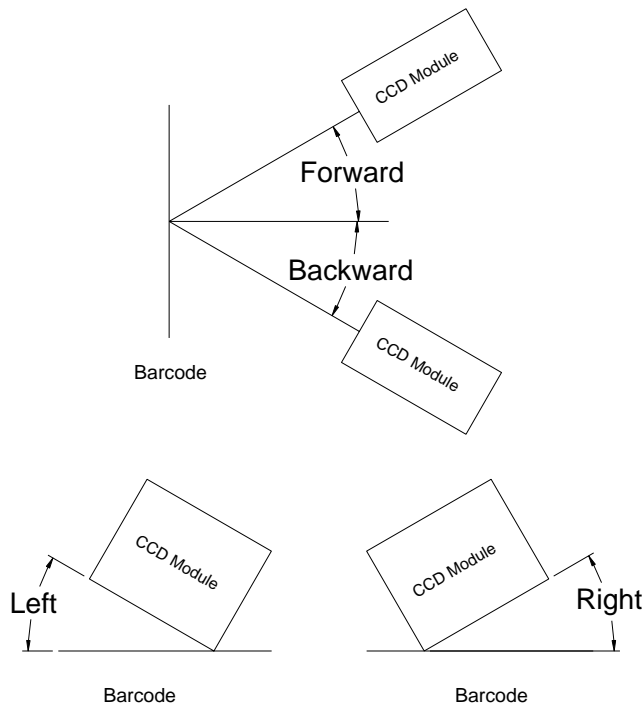 CCD Module
Forward
Backward
CCD Module
Barcode
CCD Module
CCD Module
Left
Right
Barcode
Barcode